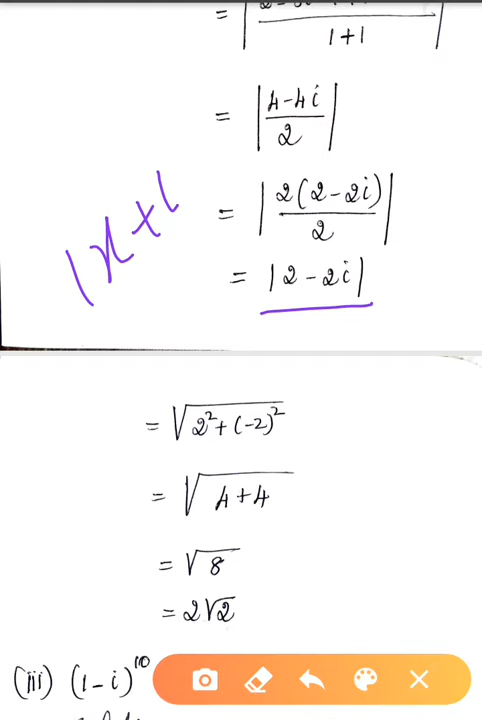 1+1
= |4-4i/2|
= |2(2-2i)/2|
= |2-2i|
|x+1
= √2²+(-2)²
= √4+4
= √8
= 2√2
(iii) (1-i)¹⁰